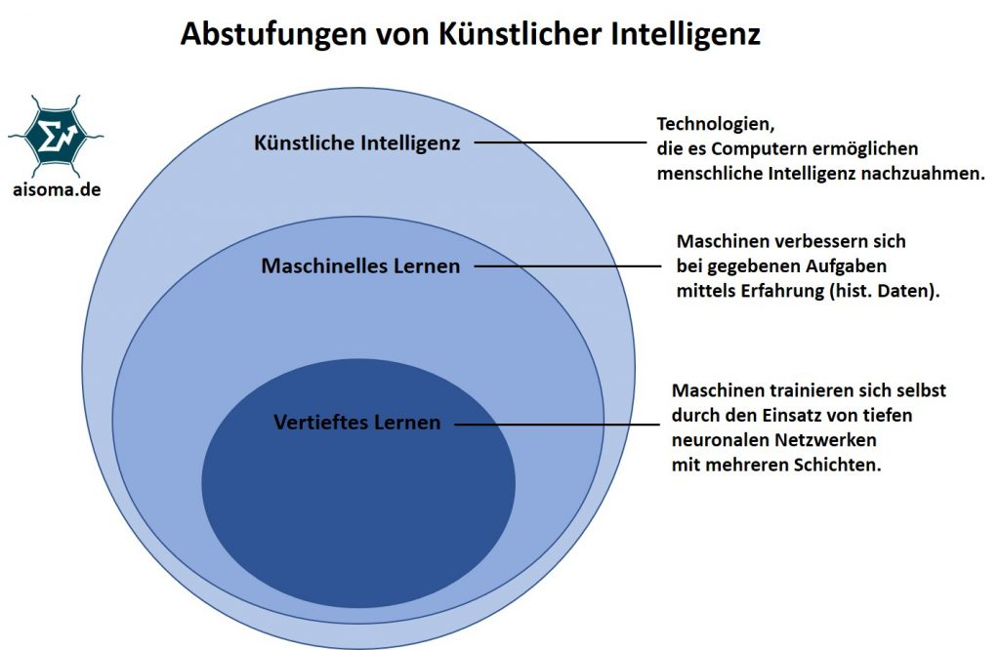 Abstufungen von Künstlicher Intelligenz
aisoma.de
Künstliche Intelligenz
Technologien,
die es Computern ermöglichen
menschliche Intelligenz nachzuahmen.
Maschinelles Lernen
Maschinen verbessern sich
bei gegebenen Aufgaben
mittels Erfahrung (hist. Daten).
Vertieftes Lernen
Maschinen trainieren sich selbst
durch den Einsatz von tiefen
neuronalen Netzwerken
mit mehreren Schichten.